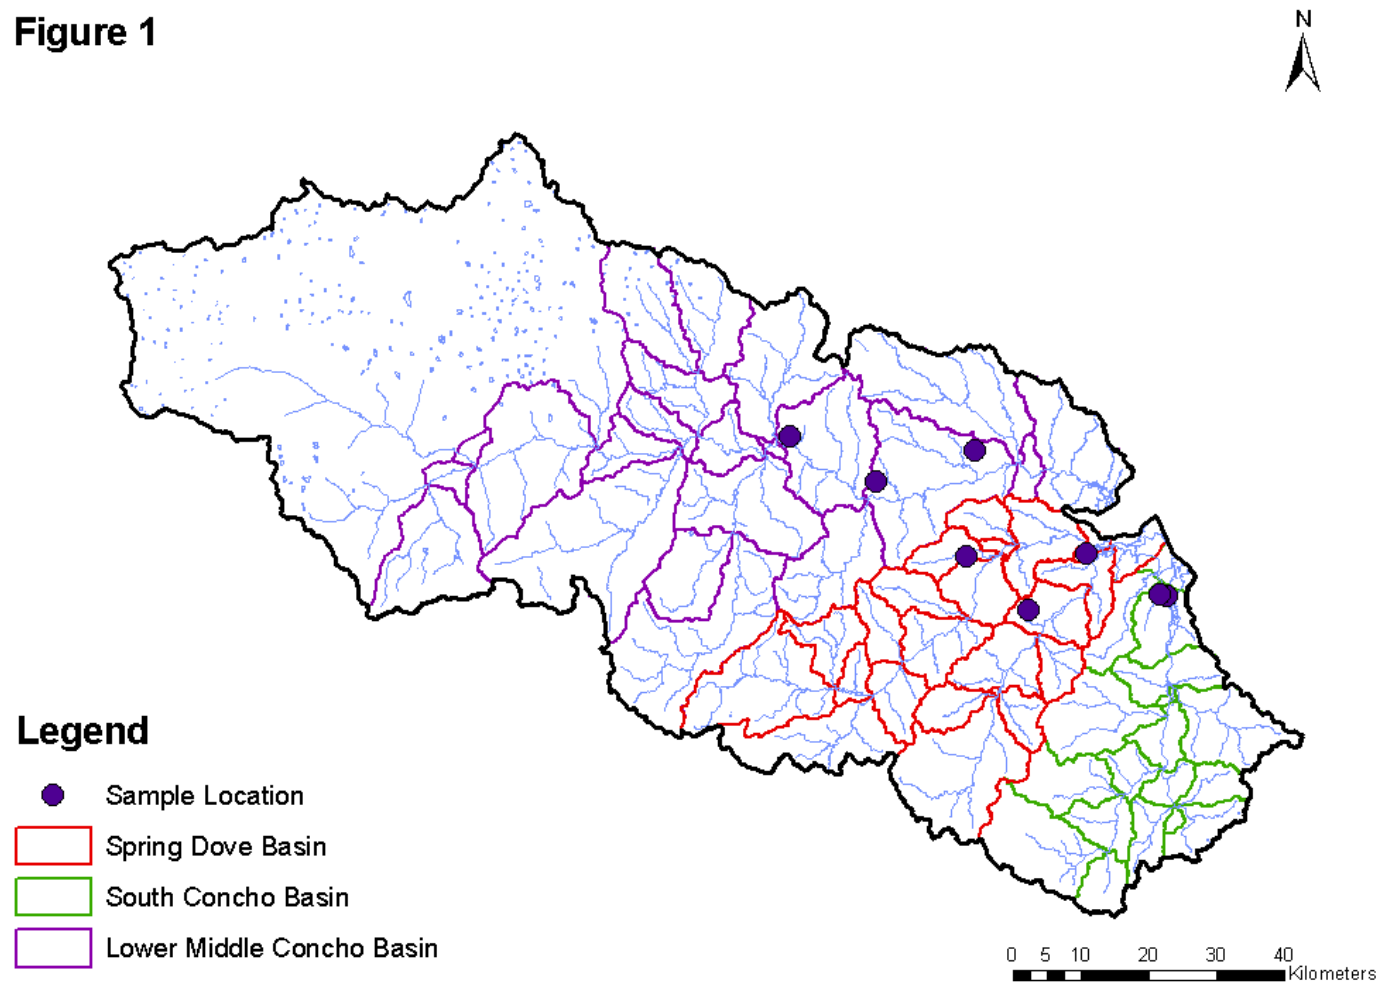 Figure 1
N
Legend
Sample Location
Spring Dove Basin
South Concho Basin
Lower Middle Concho Basin
0 5 10 20 30 40
Kilometers